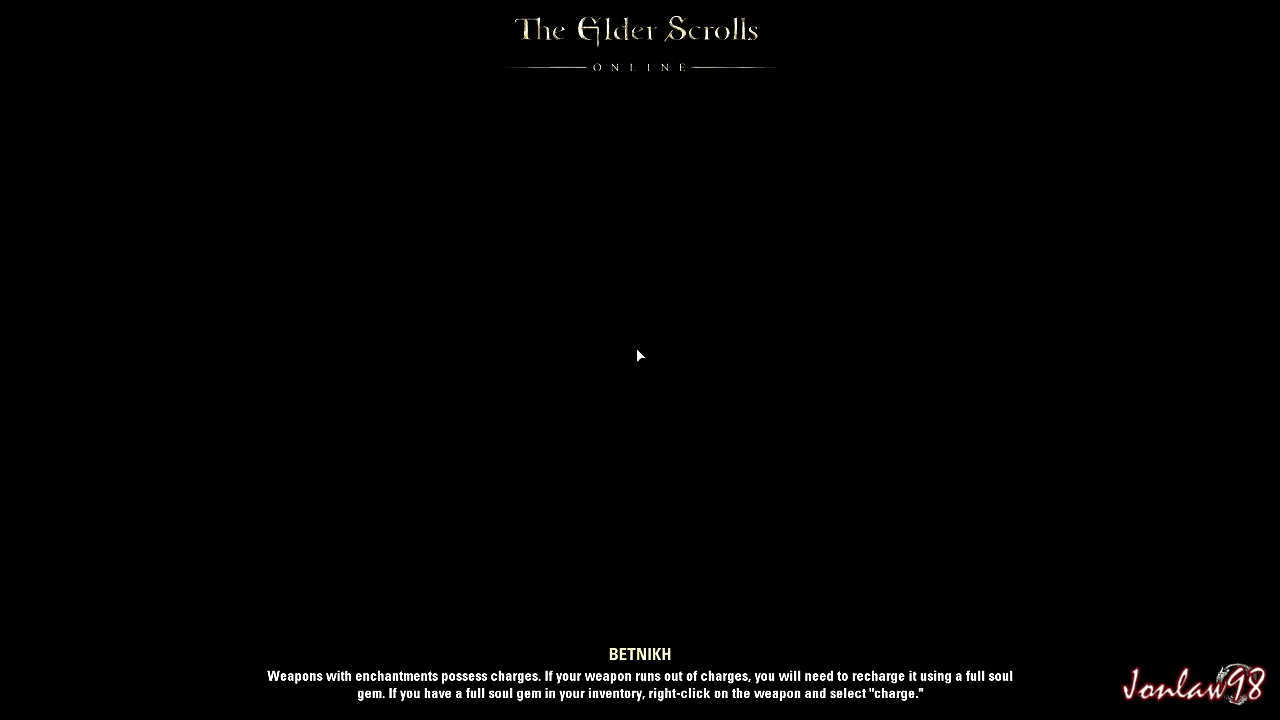 The Elder Scrolls
ONLINE
BETNIKH
Weapons with enchantments possess charges. If your weapon runs out of charges, you will need to recharge it using a full soul
gem. If you have a full soul gem in your inventory, right-click on the weapon and select "charge."
Jonlaw98